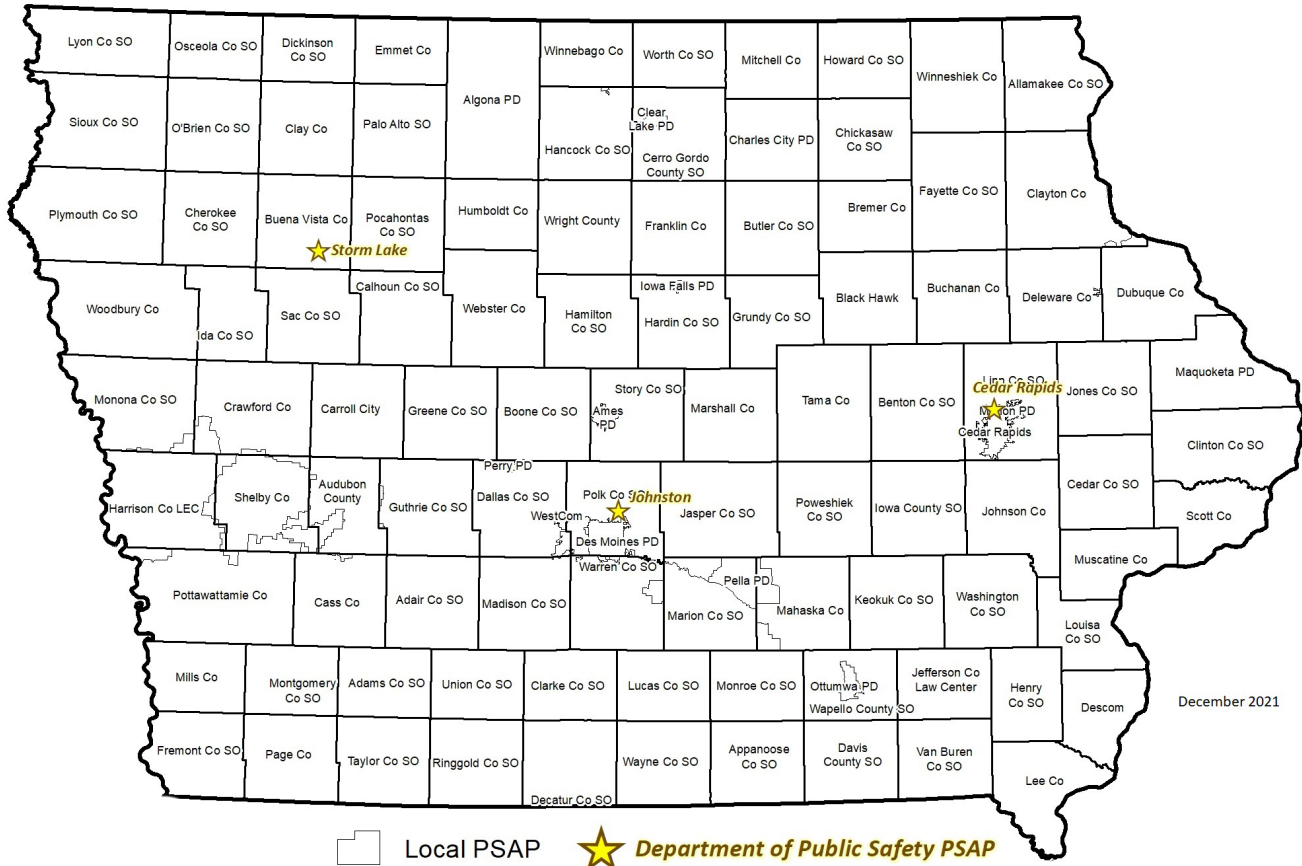 Lyon Co SO
Osceola Co SO
Dickinson
Co SO
Emmet Co
Winnebago Co
Worth Co SO
Mitchell Co
Howard Co SO
Winneshiek Co
Allamakee Co SO
Algona PD
Sioux Co SO
O'Brien Co SO
Clay Co
Palo Alto SO
Hancock Co SO
Clear
Lake PD
Cerro Gordo
County SO
Charles City PD
Chickasaw
Co SO
Fayette Co SO
Clayton Co
Plymouth Co SO
Cherokee
Co SO
Buena Vista Co
Storm Lake
Pocahontas
Co SO
Humboldt Co
Wright County
Franklin Co
Butler Co SO
Bremer Co
Woodbury Co
Ida Co SO
Sac Co SO
Calhoun Co SO
Webster Co
Hamilton
Co SO
Iowa Falls PD
Hardin Co SO
Grundy Co SO
Black Hawk
Buchanan Co
Deleware Co
Dubuque Co
Monona Co SO
Crawford Co
Carroll City
Greene Co SO
Boone Co SO
Story Co SO
Ames
PD
Marshall Co
Tama Co
Benton Co SO
Linn Co SO
Cedar Rapids
Marion PD
Cedar Rapids
Jones Co SO
Maquoketa PD
Clinton Co SO
Harrison Co LEC
Shelby Co
Audubon
County
Guthrie Co SO
Perry PD
Dallas Co SO
WestCom
Polk Co SO
Johnston
Des Moines PD
Jasper Co SO
Poweshiek
Co SO
Iowa County SO
Johnson Co
Cedar Co SO
Scott Co
Muscatine Co
Pottawattamie Co
Cass Co
Adair Co SO
Madison Co SO
Warren Co SO
Marion Co SO
Pella PD
Mahaska Co
Keokuk Co SO
Washington
Co SO
Louisa
Co SO
Mills Co
Montgomery
Co SO
Adams Co SO
Union Co SO
Clarke Co SO
Lucas Co SO
Monroe Co SO
Ottumwa PD
Wapello County SO
Jefferson Co
Law Center
Henry
Co SO
Descom
December 2021
Fremont Co SO
Page Co
Taylor Co SO
Ringgold Co SO
Decatur Co SO
Wayne Co SO
Appanoose
Co SO
Davis
County SO
Van Buren
Co SO
Lee Co
Local PSAP
Department of Public Safety PSAP